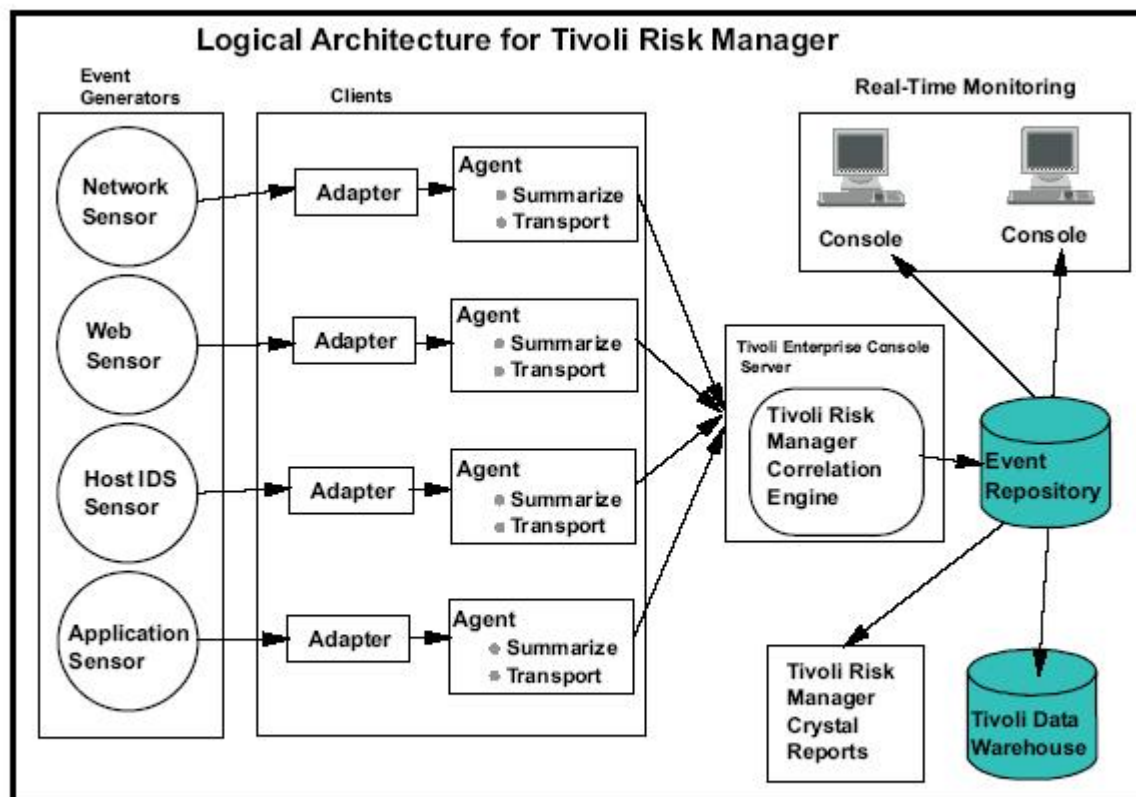 Logical Architecture for Tivoli Risk Manager
Event
Generators
Clients
Real-Time Monitoring
Network
Sensor
Adapter
Agent
Summarize
Transport
Console
Console
Web
Sensor
Adapter
Agent
Summarize
Transport
Tivoli Enterprise Console
Server
Tivoli Risk
Manager
Correlation
Engine
Event
Repository
Host IDS
Sensor
Adapter
Agent
Summarize
Transport
Application
Sensor
Adapter
Agent
Summarize
Transport
Tivoli Risk
Manager
Crystal
Reports
Tivoli Data
Warehouse